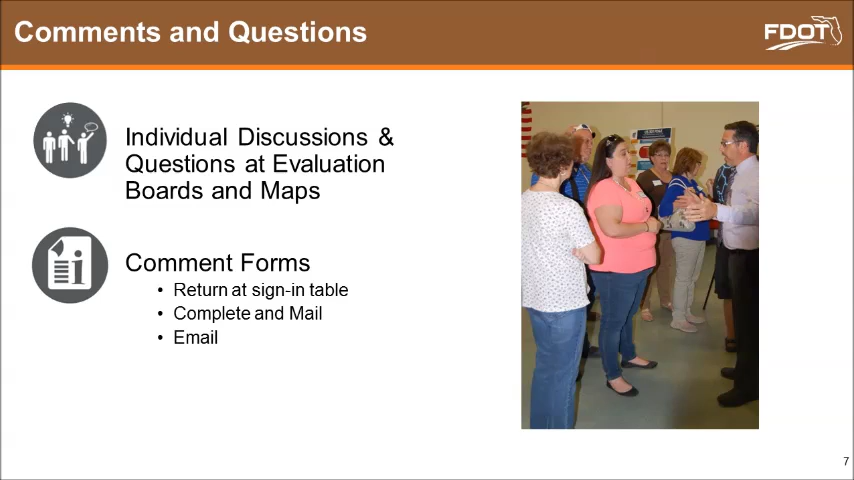 Comments and Questions
FDOT
Individual Discussions &
Questions at Evaluation
Boards and Maps
Comment Forms
• Return at sign-in table
• Complete and Mail
• Email
7